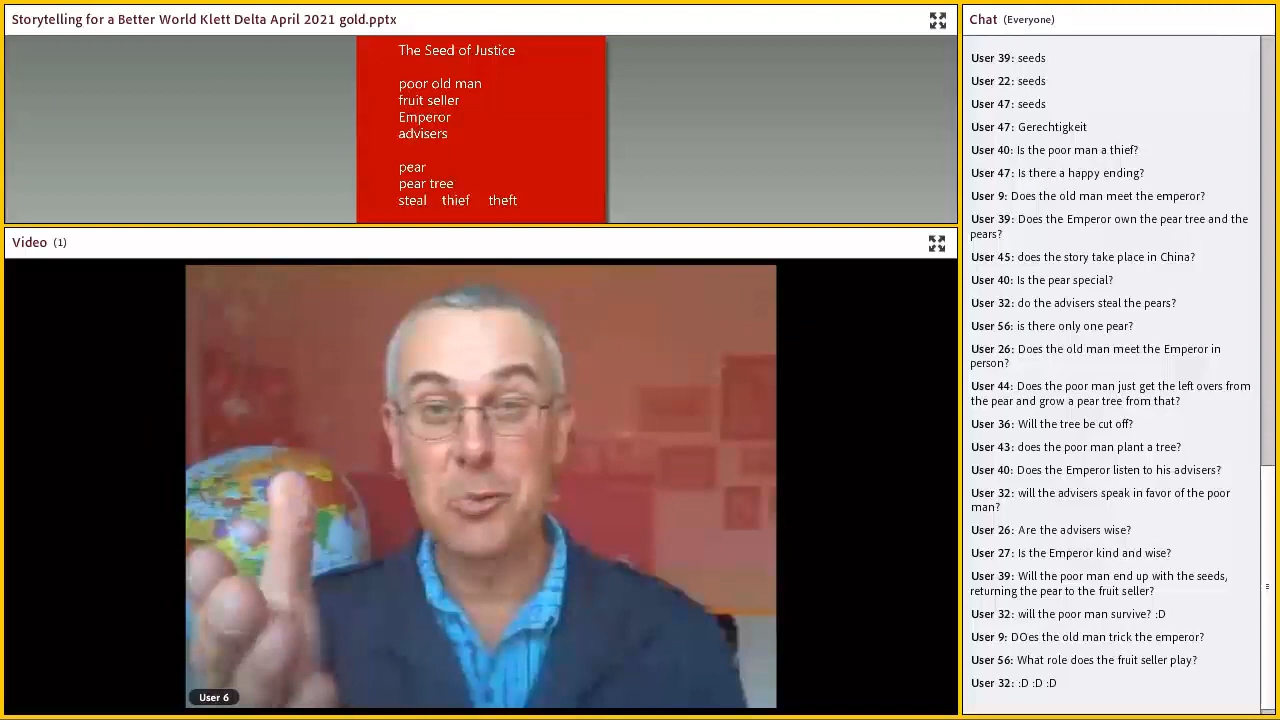 Storytelling for a Better World Klett Delta April 2021 gold.pptx
The Seed of Justice
poor old man
fruit seller
Emperor
advisers
pear
pear tree
steal thief theft
Video (1)
User 6
Chat (Everyone)
User 39: seeds
User 22: seeds
User 47: seeds
User 47: Gerechtigkeit
User 40: Is the poor man a thief?
User 47: Is there a happy ending?
User 9: Does the old man meet the emperor?
User 39: Does the Emperor own the pear tree and the
pears?
User 45: does the story take place in China?
User 40: Is the pear special?
User 32: do the advisers steal the pears?
User 56: is there only one pear?
User 26: Does the old man meet the Emperor in
person?
User 44: Does the poor man just get the left overs from
the pear and grow a pear tree from that?
User 36: Will the tree be cut off?
User 43: does the poor man plant a tree?
User 40: Does the Emperor listen to his advisers?
User 32: will the advisers speak in favor of the poor
man?
User 26: Are the advisers wise?
User 27: Is the Emperor kind and wise?
User 39: Will the poor man end up with the seeds,
returning the pear to the fruit seller?
User 32: will the poor man survive? :D
User 9: DOes the old man trick the emperor?
User 56: What role does the fruit seller play?
User 32: :D :D :D